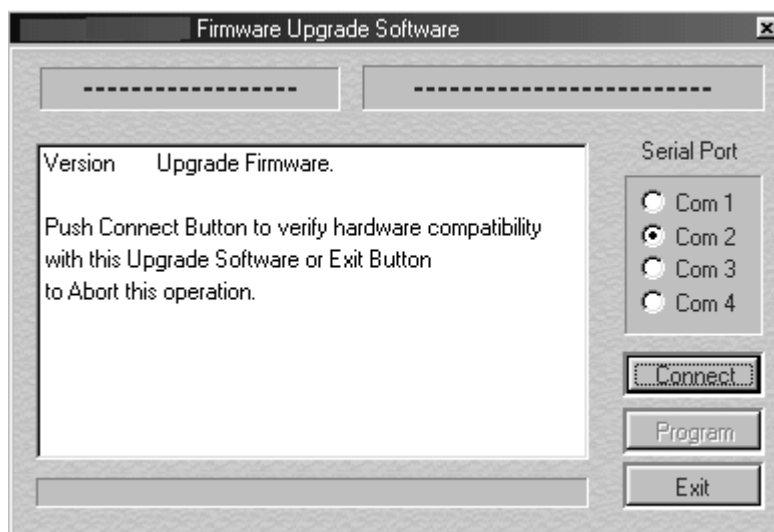 Firmware Upgrade Software
------------------ -------------------------
Version Upgrade Firmware.
Push Connect Button to verify hardware compatibility
with this Upgrade Software or Exit Button
to Abort this operation.
Serial Port
Com 1
Com 2
Com 3
Com 4
Connect
Program
Exit